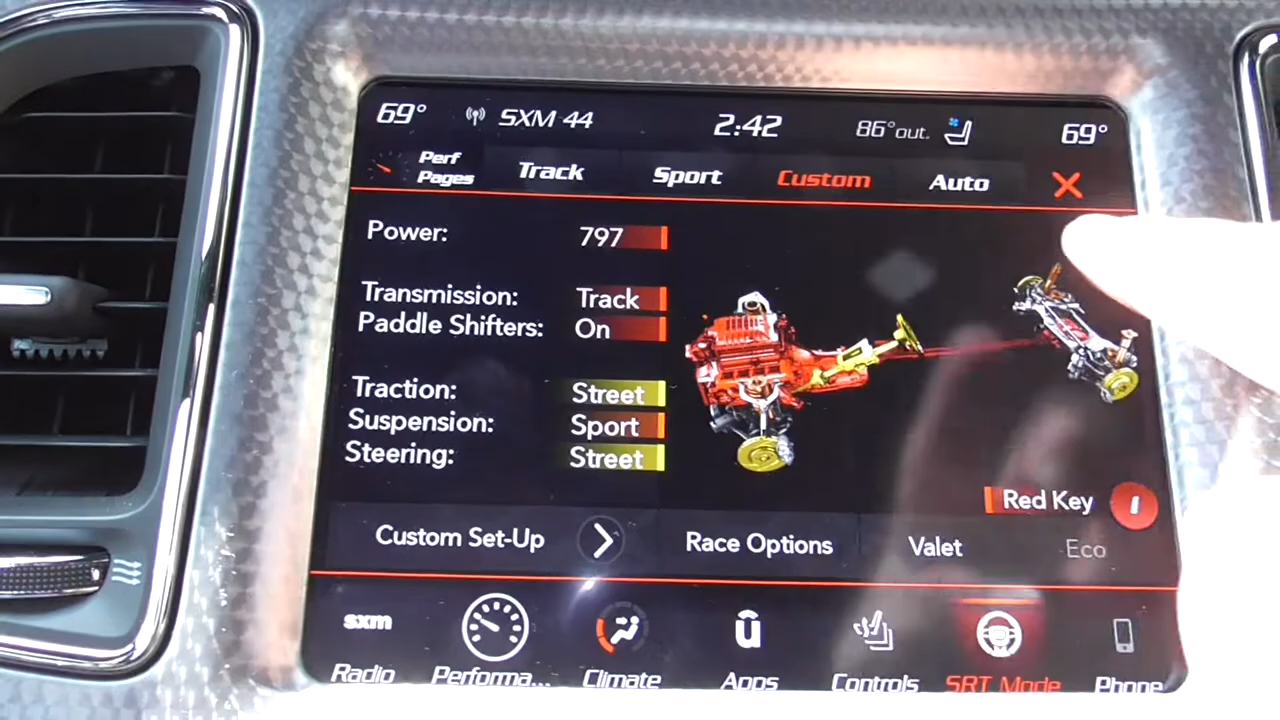 69° SXM 44 2:42 86°out. 69°
Perf Pages Track Sport Custom Auto
Power: 797
Transmission: Track
Paddle Shifters: On
Traction: Street
Suspension: Sport
Steering: Street
Red Key
Custom Set-Up Race Options Valet Eco
sxm
Radio Performa... Climate Apps Controls SRT Mode Phone